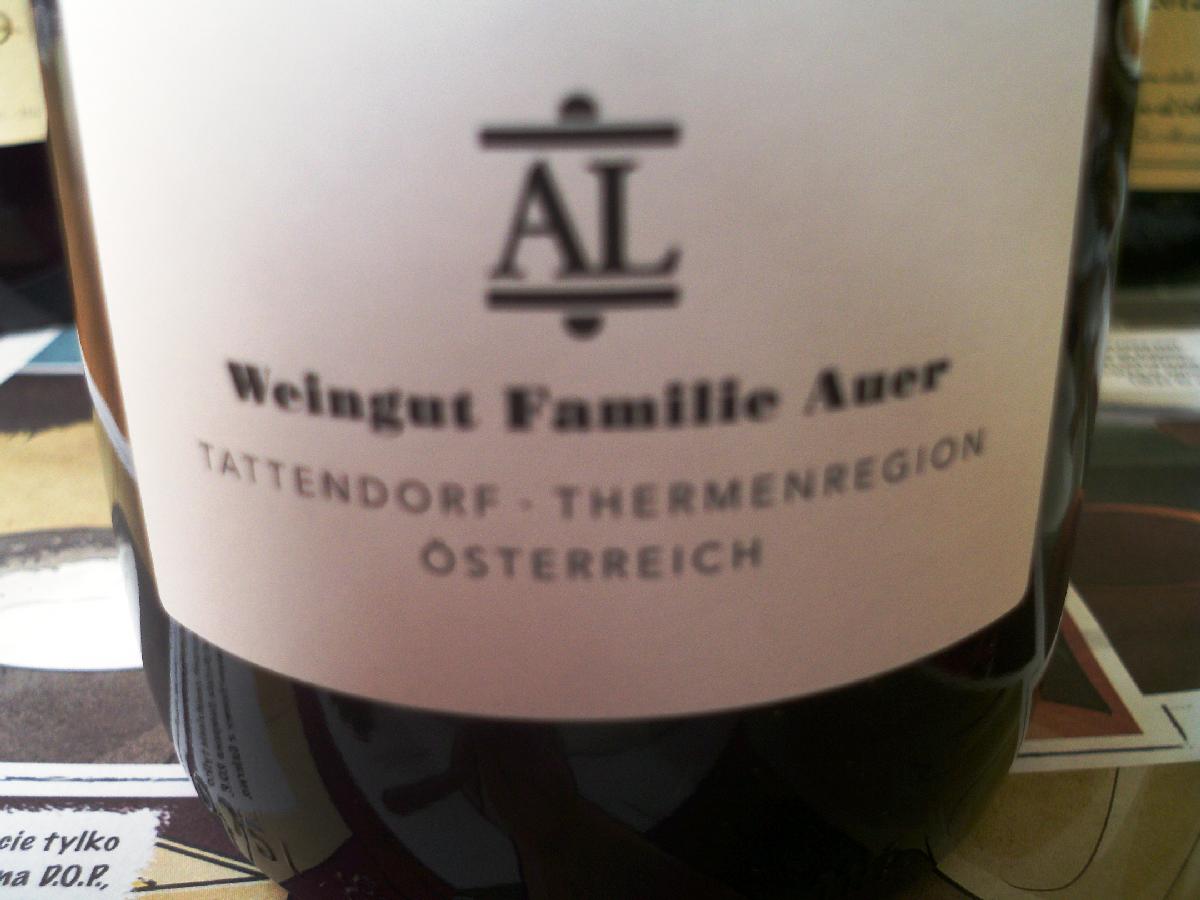 AL
Weingut Familie Auer
TATTENDORF · THERMENREGION
ÖSTERREICH
cie tylko
na D.O.P.,